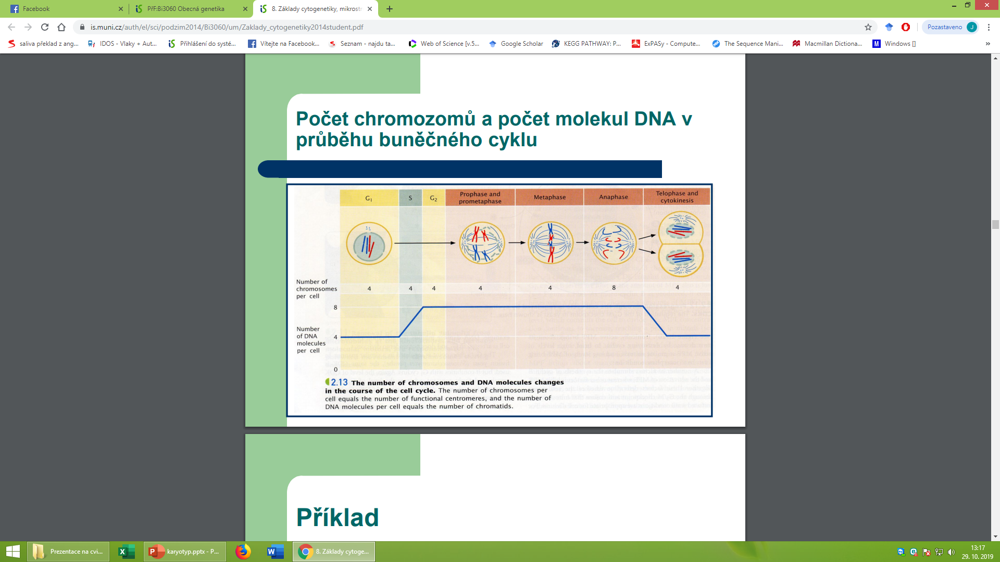 Facebook
PřF:Bi3060 Obecná genetika
8. Základy cytogenetiky, mikrostr
is.muni.cz/auth/el/sci/podzim2014/Bi3060/um/Zaklady_cytogenetiky2014student.pdf
Pozastaveno J
saliva překlad z ang...
IDOS - Vlaky + Aut...
Přihlášení do systé...
Vítejte na Facebook...
Seznam - najdu ta...
Web of Science [v.5...
Google Scholar
KEGG PATHWAY: P...
ExPASy - Compute...
The Sequence Mani...
Macmillan Dictiona...
M Windows []
»
Počet chromozomů a počet molekul DNA v
průběhu buněčného cyklu
G1 S G2 Prophase and prometaphase Metaphase Anaphase Telophase and cytokinesis
Number of
chromosomes
per cell
4 4 4 4 4 8 4
8
Number
of DNA
molecules
per cell
4
0
2.13 The number of chromosomes and DNA molecules changes
in the course of the cell cycle. The number of chromosomes per
cell equals the number of functional centromeres, and the number of
DNA molecules per cell equals the number of chromatids.
Příklad
Prezentace na cvi...
karyotyp.pptx - P...
8. Základy cytoge...
13:17
29. 10. 2019